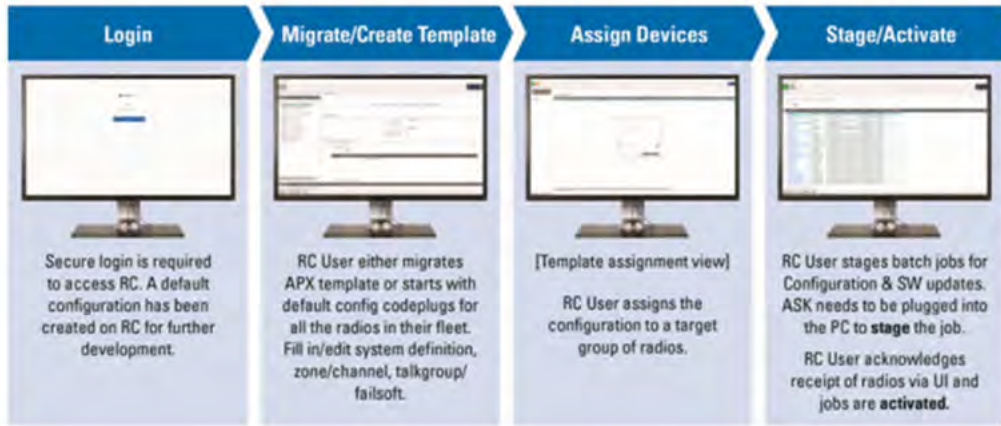 Login
Migrate/Create Template
Assign Devices
Stage/Activate
Secure login is required
to access RC. A default
configuration has been
created on RC for further
development.
RC User either migrates
APX template or starts with
default config codeplugs for
all the radios in their fleet.
Fill in/edit system definition,
zone/channel, talkgroup/
failsoft.
[Template assignment view]
RC User assigns the
configuration to a target
group of radios.
RC User stages batch jobs for
Configuration & SW updates.
ASK needs to be plugged into
the PC to stage the job.
RC User acknowledges
receipt of radios via UI and
jobs are activated.